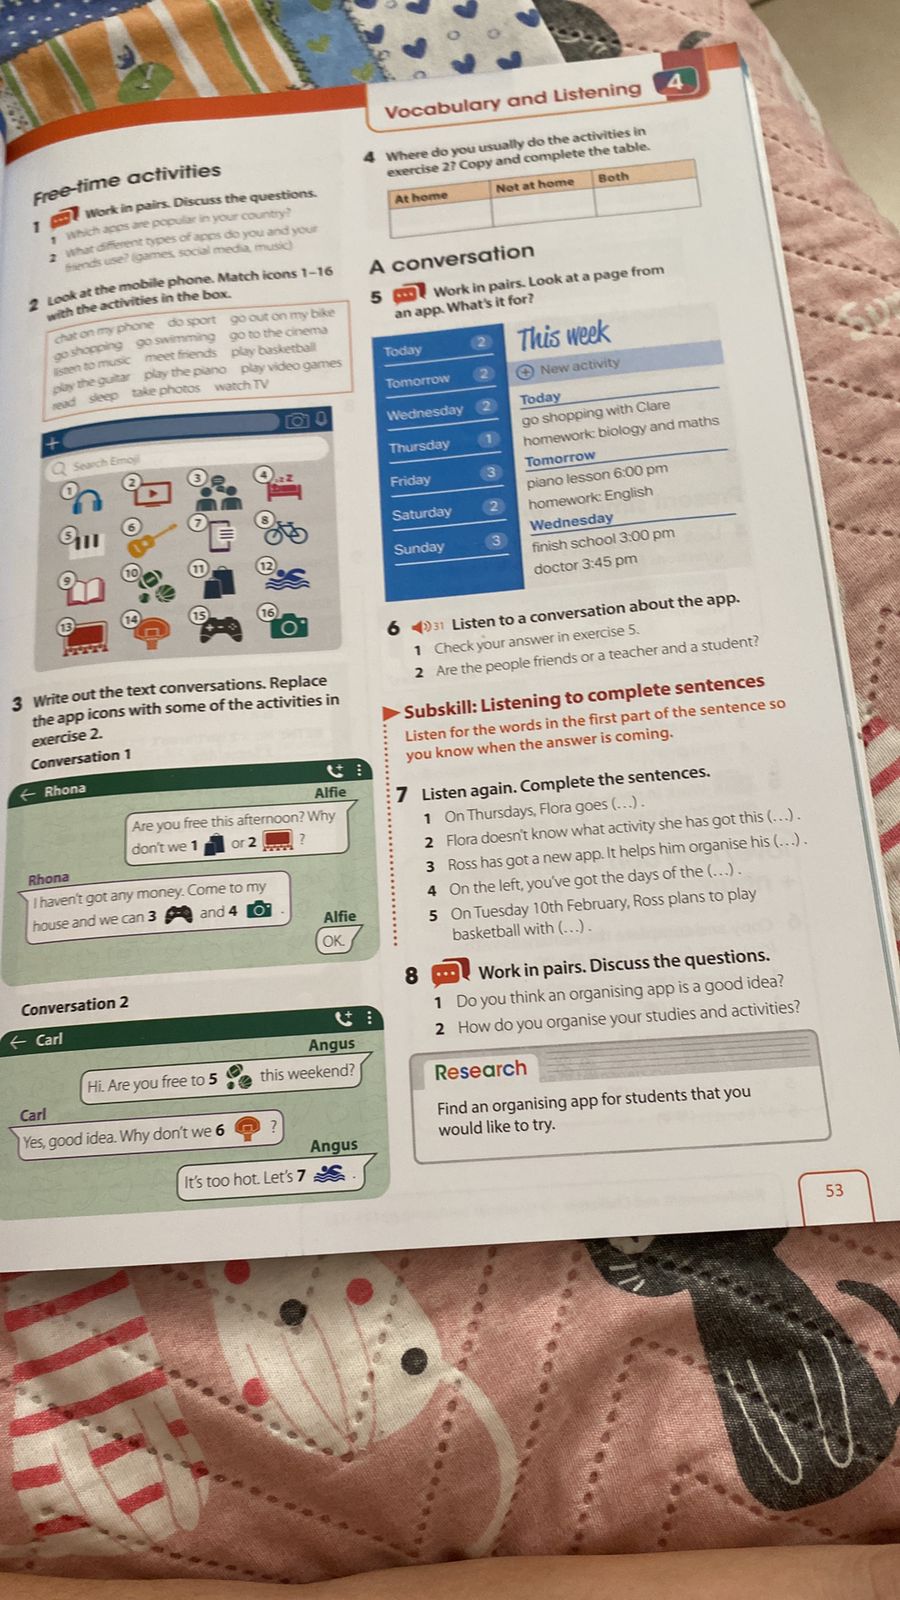 Vocabulary and Listening 4
Free-time activities
1 Work in pairs. Discuss the questions.
1 Which apps are popular in your country?
2 What different types of apps do you and your
friends use? (games, social media, music)
2 Look at the mobile phone. Match icons 1–16
with the activities in the box.
chat on my phone do sport go out on my bike
go shopping go swimming go to the cinema
listen to music meet friends play basketball
play the guitar play the piano play video games
read sleep take photos watch TV
+
Search Emoji
1 2 3 4 zZ
5 6 7 8
9 10 11 12
13 14 15 16
3 Write out the text conversations. Replace
the app icons with some of the activities in
exercise 2.
Conversation 1
← Rhona
Alfie
Are you free this afternoon? Why
don't we 1 or 2 ?
Rhona
I haven't got any money. Come to my
house and we can 3 and 4 .
Alfie
OK.
Conversation 2
← Carl
Angus
Hi. Are you free to 5 this weekend?
Carl
Yes, good idea. Why don't we 6 ?
Angus
It's too hot. Let's 7 .
4 Where do you usually do the activities in
exercise 2? Copy and complete the table.
At home Not at home Both
A conversation
5 Work in pairs. Look at a page from
an app. What's it for?
Today 2
Tomorrow 2
Wednesday 2
Thursday 1
Friday 3
Saturday 2
Sunday 3
This week
+ New activity
Today
go shopping with Clare
homework: biology and maths
Tomorrow
piano lesson 6:00 pm
homework: English
Wednesday
finish school 3:00 pm
doctor 3:45 pm
6 31 Listen to a conversation about the app.
1 Check your answer in exercise 5.
2 Are the people friends or a teacher and a student?
Subskill: Listening to complete sentences
Listen for the words in the first part of the sentence so
you know when the answer is coming.
7 Listen again. Complete the sentences.
1 On Thursdays, Flora goes (…) .
2 Flora doesn't know what activity she has got this (…) .
3 Ross has got a new app. It helps him organise his (…) .
4 On the left, you've got the days of the (…) .
5 On Tuesday 10th February, Ross plans to play
basketball with (…) .
8 Work in pairs. Discuss the questions.
1 Do you think an organising app is a good idea?
2 How do you organise your studies and activities?
Research
Find an organising app for students that you
would like to try.
53